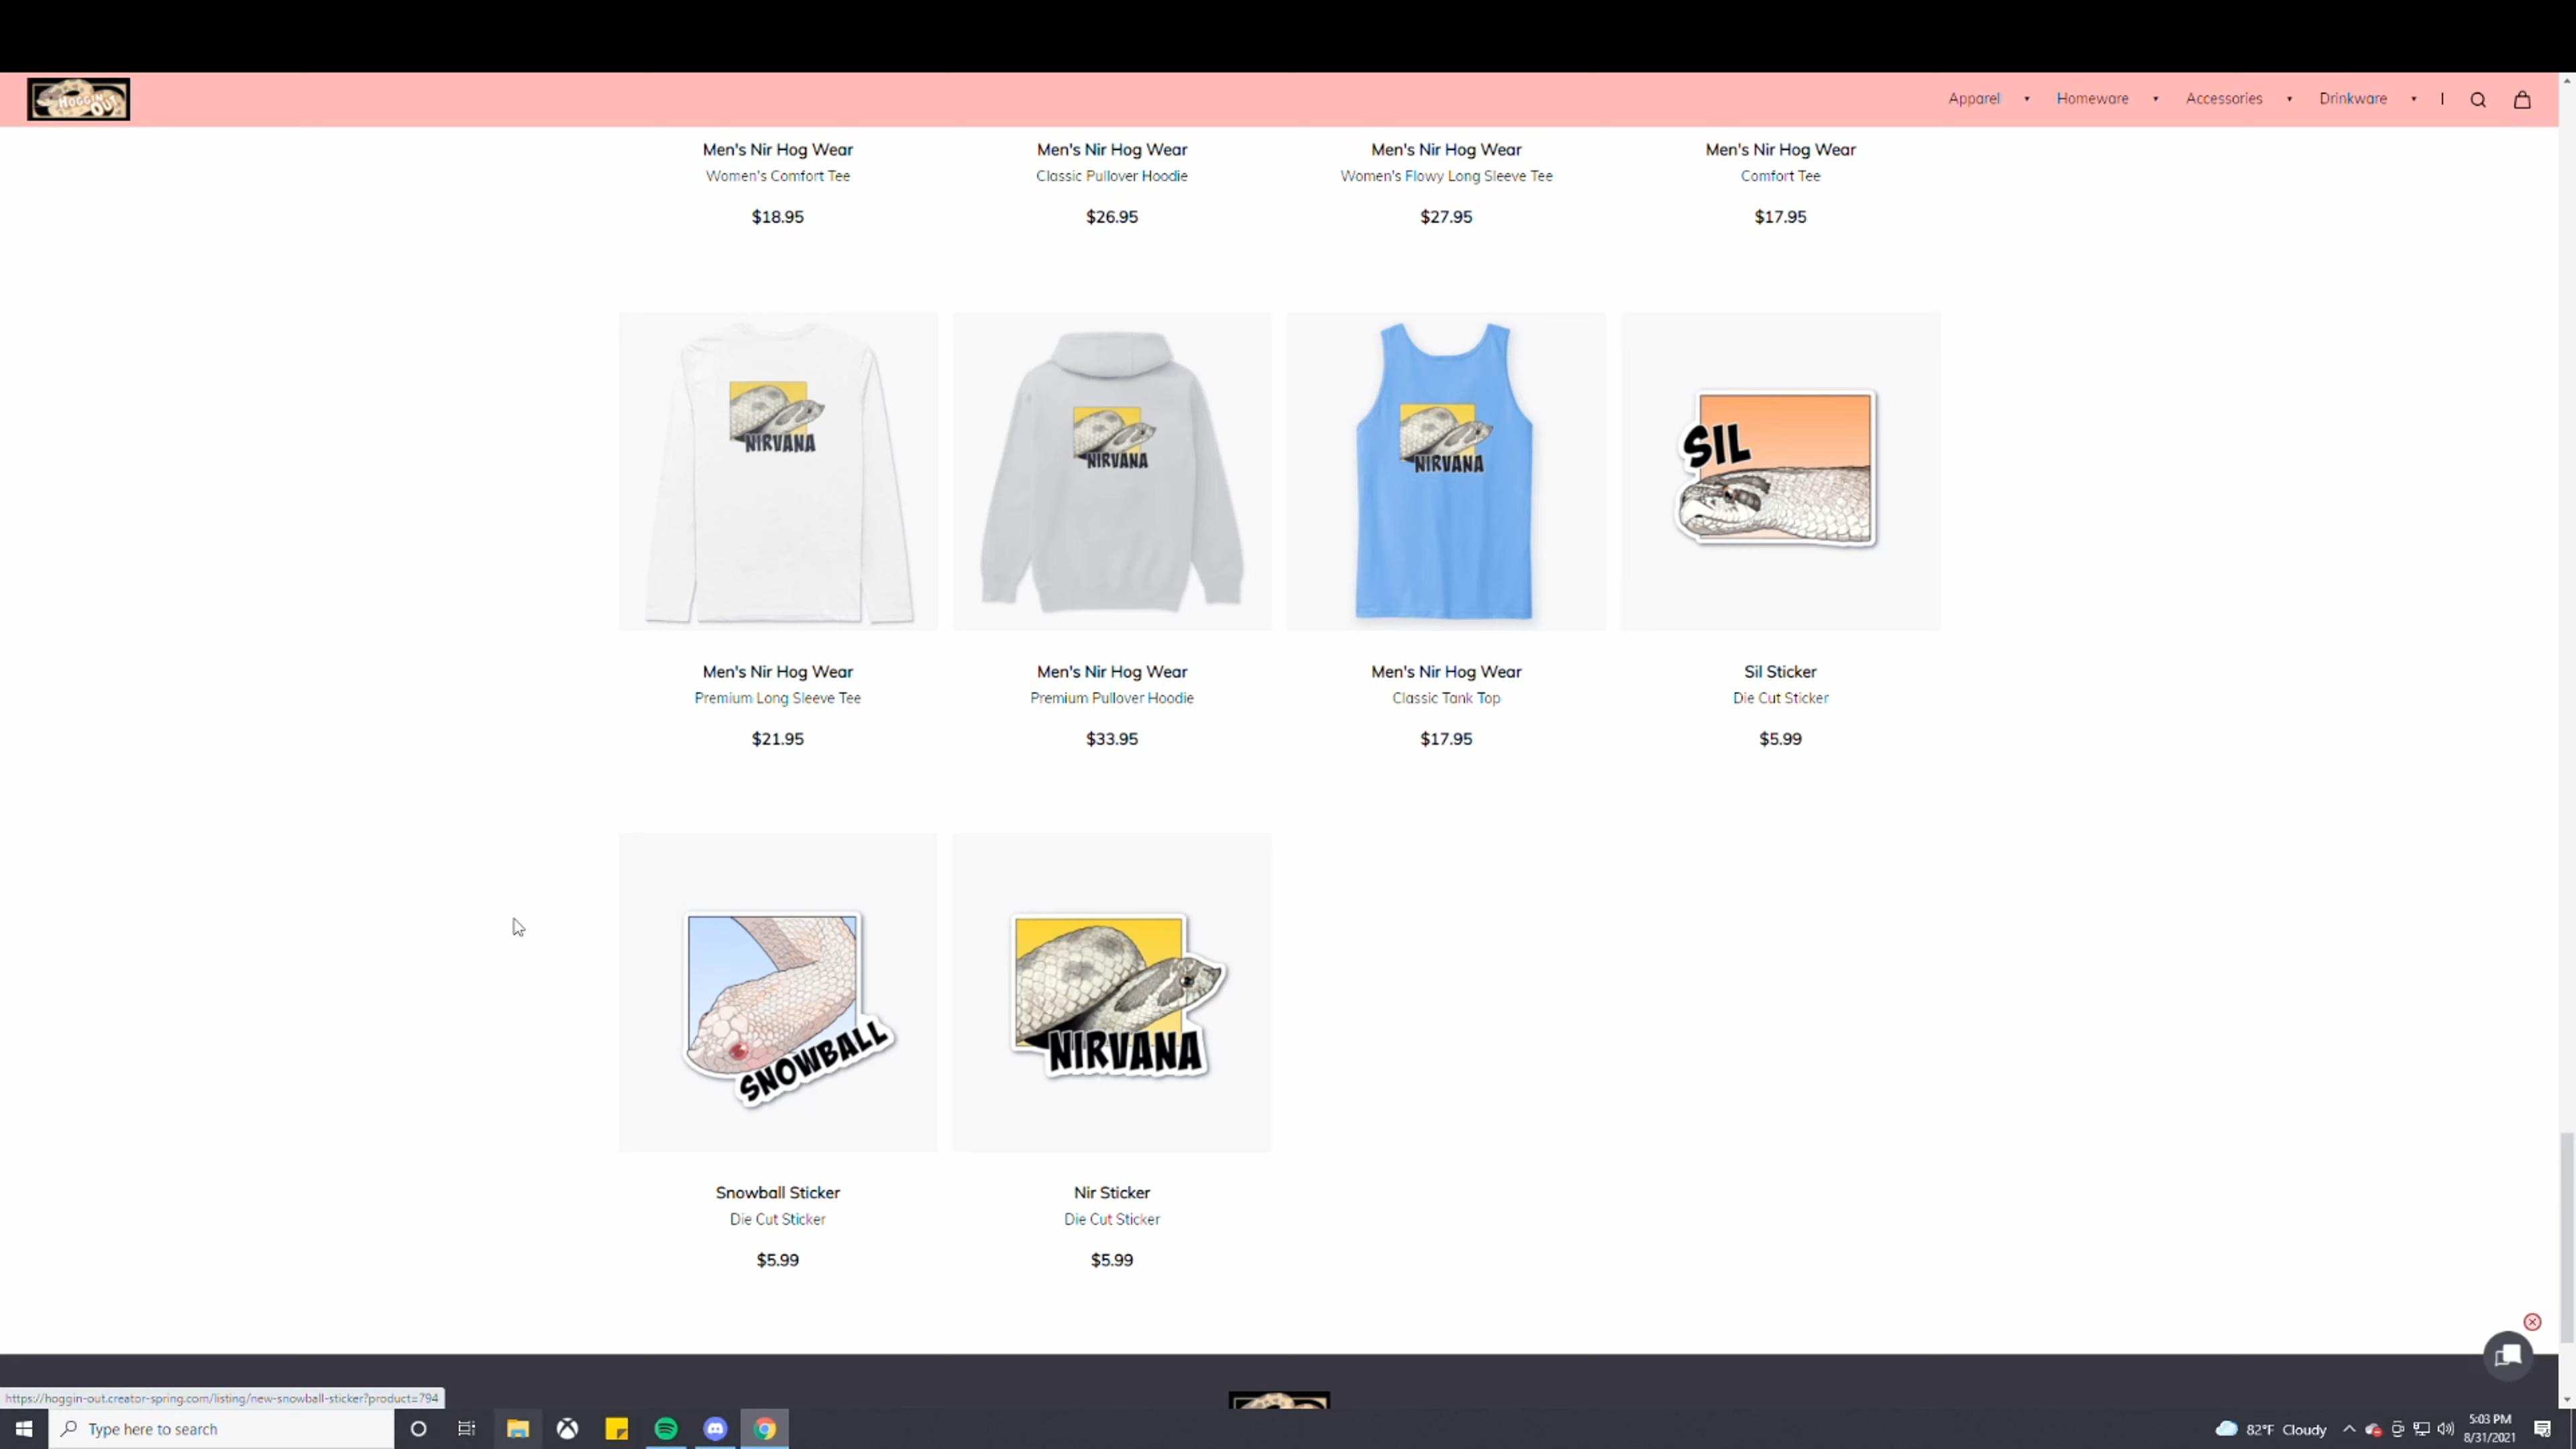 HOGGIN OUT
Apparel ▾ Homeware ▾ Accessories ▾ Drinkware ▾ |
Men's Nir Hog Wear
Women's Comfort Tee
$18.95
Men's Nir Hog Wear
Classic Pullover Hoodie
$26.95
Men's Nir Hog Wear
Women's Flowy Long Sleeve Tee
$27.95
Men's Nir Hog Wear
Comfort Tee
$17.95
NIRVANA
Men's Nir Hog Wear
Premium Long Sleeve Tee
$21.95
NIRVANA
Men's Nir Hog Wear
Premium Pullover Hoodie
$33.95
NIRVANA
Men's Nir Hog Wear
Classic Tank Top
$17.95
SIL
Sil Sticker
Die Cut Sticker
$5.99
SNOWBALL
Snowball Sticker
Die Cut Sticker
$5.99
NIRVANA
Nir Sticker
Die Cut Sticker
$5.99
https://hoggin-out.creator-spring.com/listing/new-snowball-sticker?product=794
Type here to search
82°F Cloudy
5:03 PM
8/31/2021